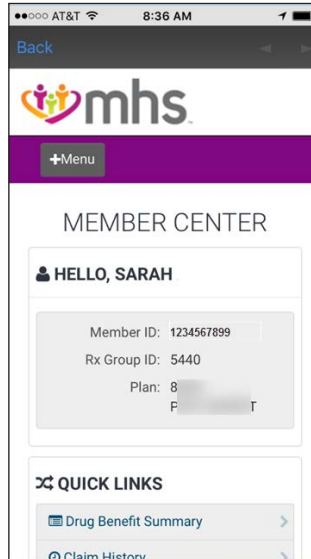 AT&T 8:36 AM
Back
mhs
+Menu
MEMBER CENTER
HELLO, SARAH
Member ID: 1234567899
Rx Group ID: 5440
Plan: 8
P T
QUICK LINKS
Drug Benefit Summary
Claim History